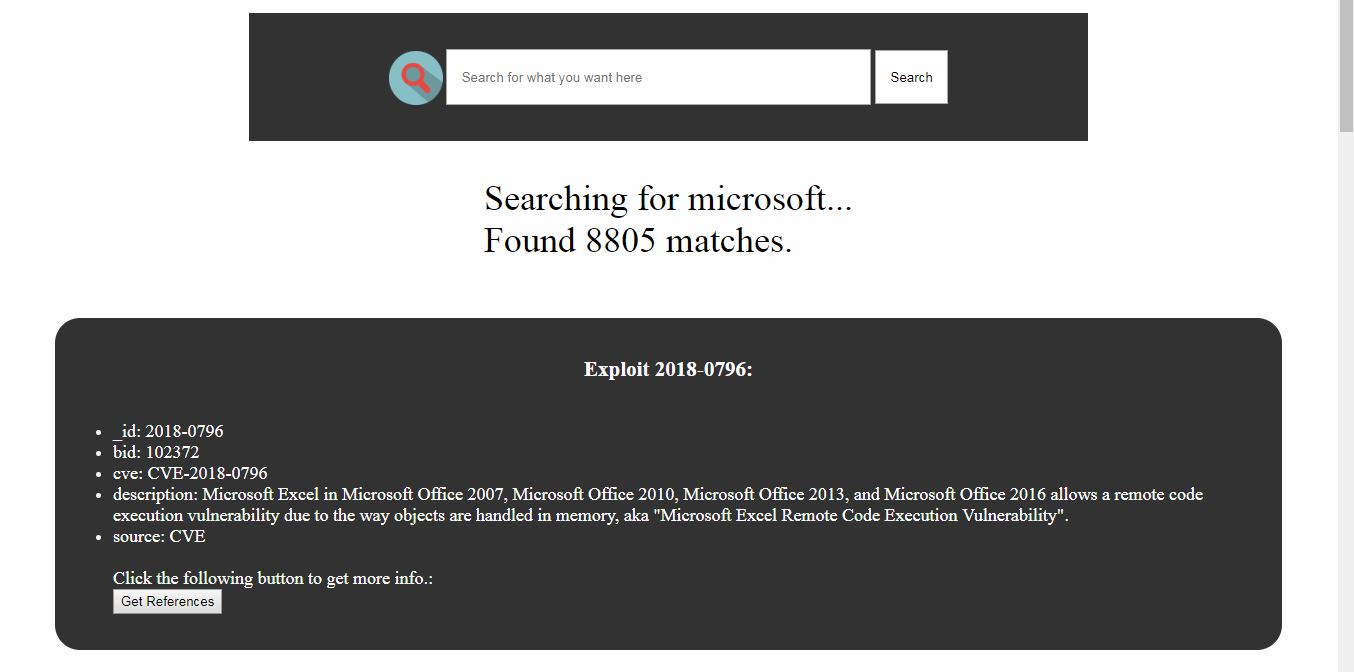 Search for what you want here
Search
Searching for microsoft...
Found 8805 matches.
Exploit 2018-0796:
_id: 2018-0796
bid: 102372
cve: CVE-2018-0796
description: Microsoft Excel in Microsoft Office 2007, Microsoft Office 2010, Microsoft Office 2013, and Microsoft Office 2016 allows a remote code
execution vulnerability due to the way objects are handled in memory, aka "Microsoft Excel Remote Code Execution Vulnerability".
source: CVE
Click the following button to get more info.:
Get References